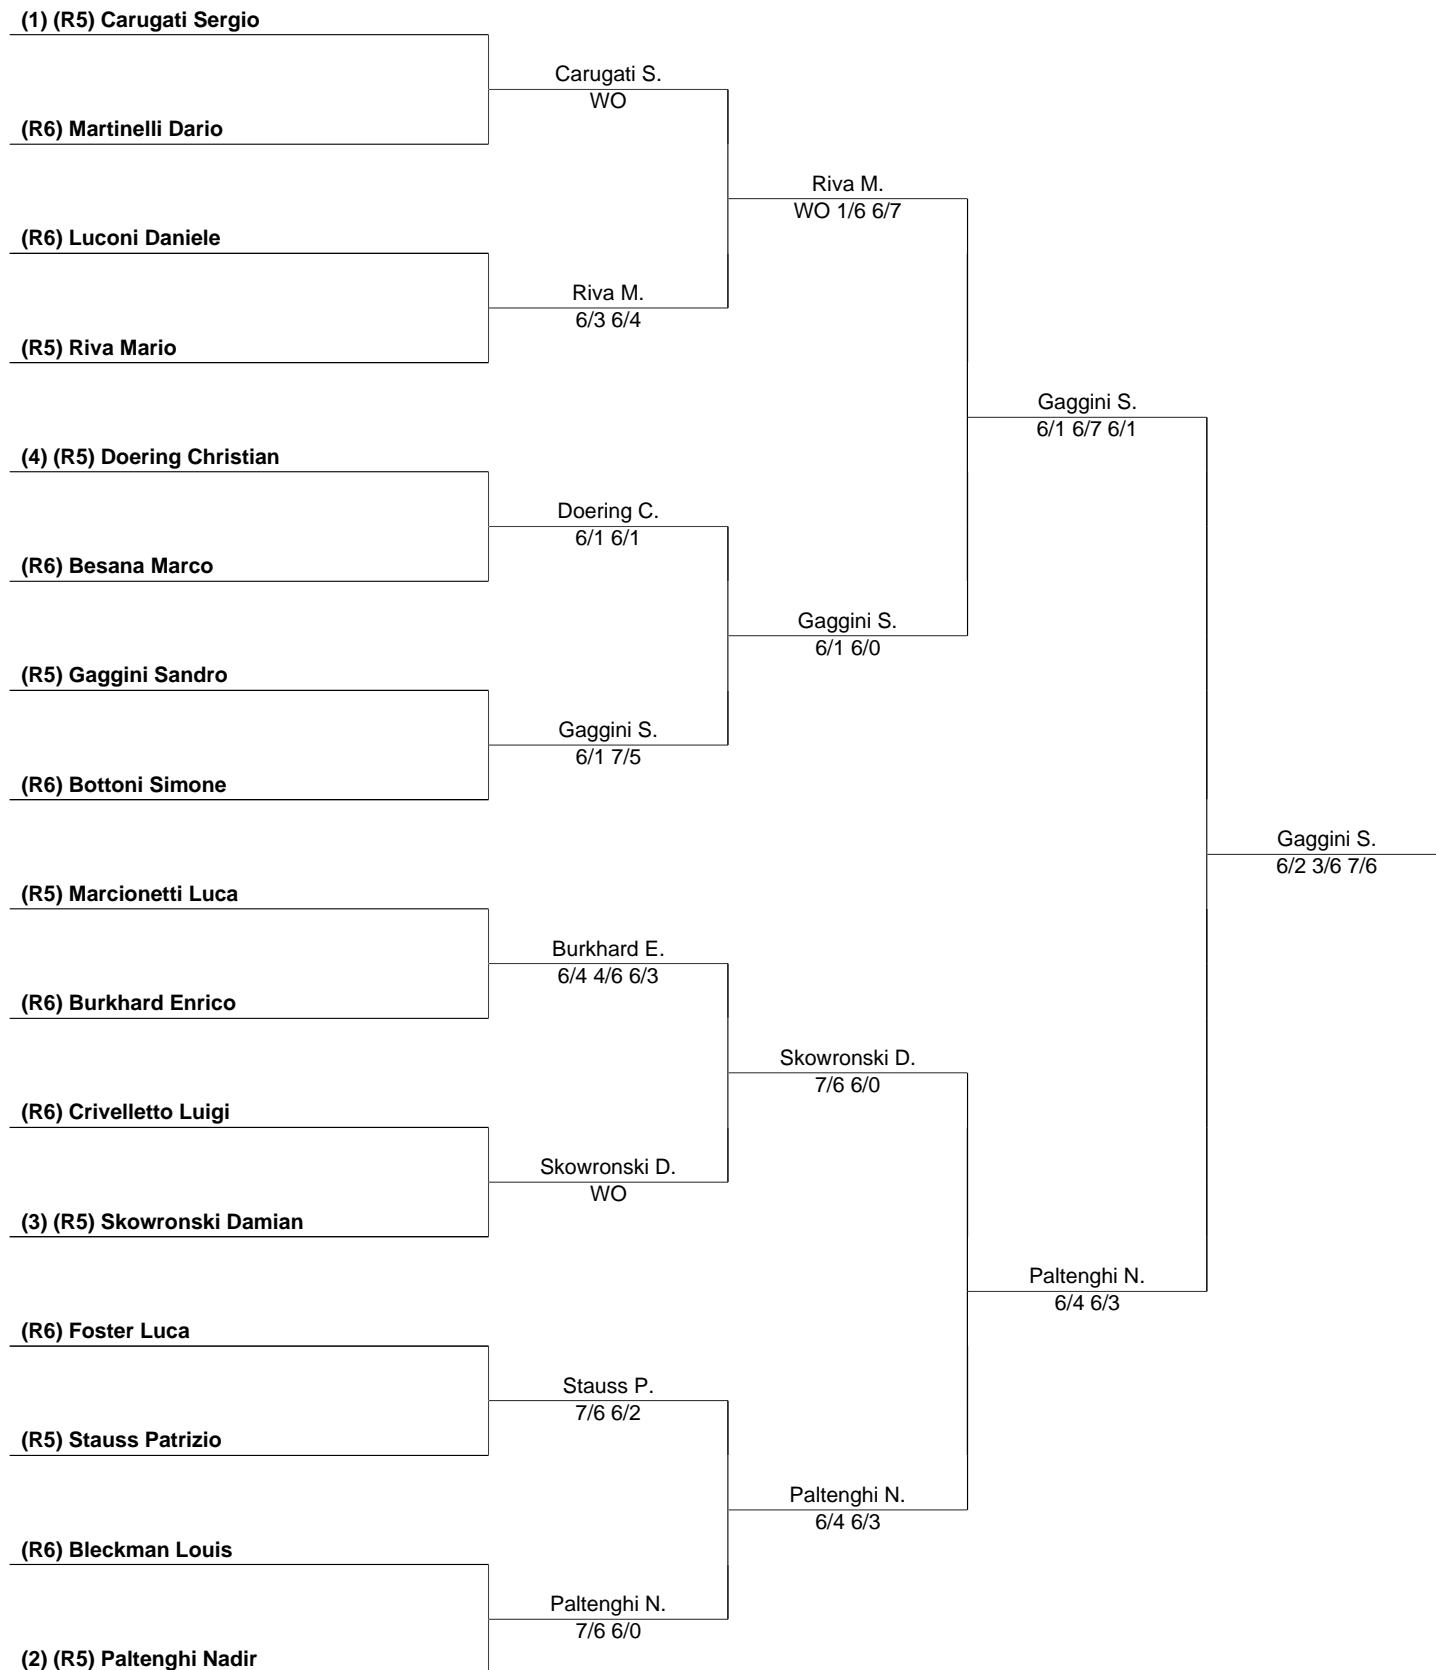 (1) (R5) Carugati Sergio
Carugati S.
WO
(R6) Martinelli Dario
Riva M.
WO 1/6 6/7
(R6) Luconi Daniele
Riva M.
6/3 6/4
(R5) Riva Mario
Gaggini S.
6/1 6/7 6/1
(4) (R5) Doering Christian
Doering C.
6/1 6/1
(R6) Besana Marco
Gaggini S.
6/1 6/0
(R5) Gaggini Sandro
Gaggini S.
6/1 7/5
(R6) Bottoni Simone
Gaggini S.
6/2 3/6 7/6
(R5) Marcionetti Luca
Burkhard E.
6/4 4/6 6/3
(R6) Burkhard Enrico
Skowronski D.
7/6 6/0
(R6) Crivelletto Luigi
Skowronski D.
WO
(3) (R5) Skowronski Damian
Paltenghi N.
6/4 6/3
(R6) Foster Luca
Stauss P.
7/6 6/2
(R5) Stauss Patrizio
Paltenghi N.
6/4 6/3
(R6) Bleckman Louis
Paltenghi N.
7/6 6/0
(2) (R5) Paltenghi Nadir